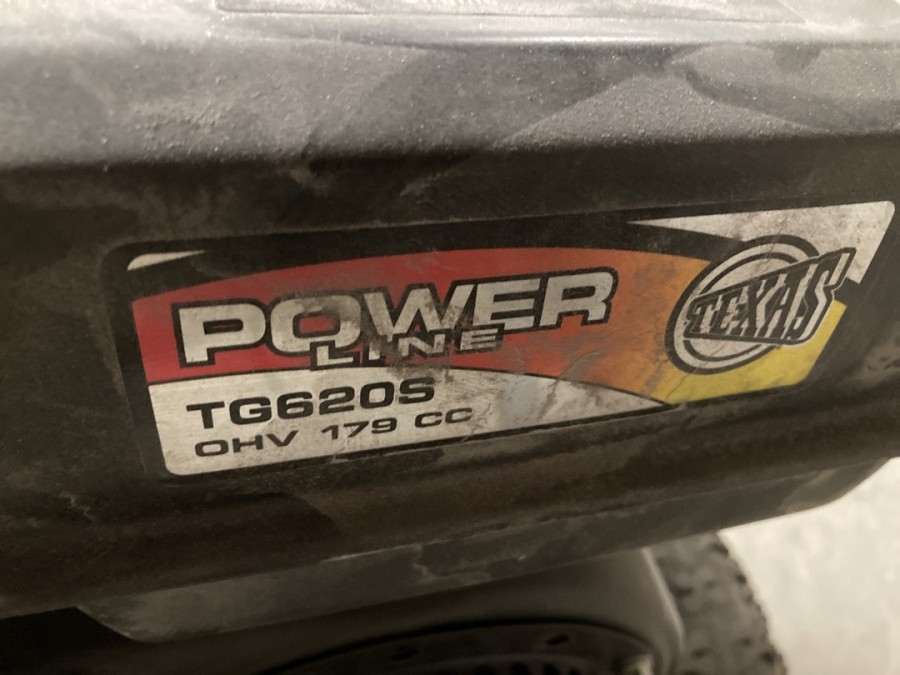 POWER
LINE
TEXAS
TG620S
OHV 179 CC